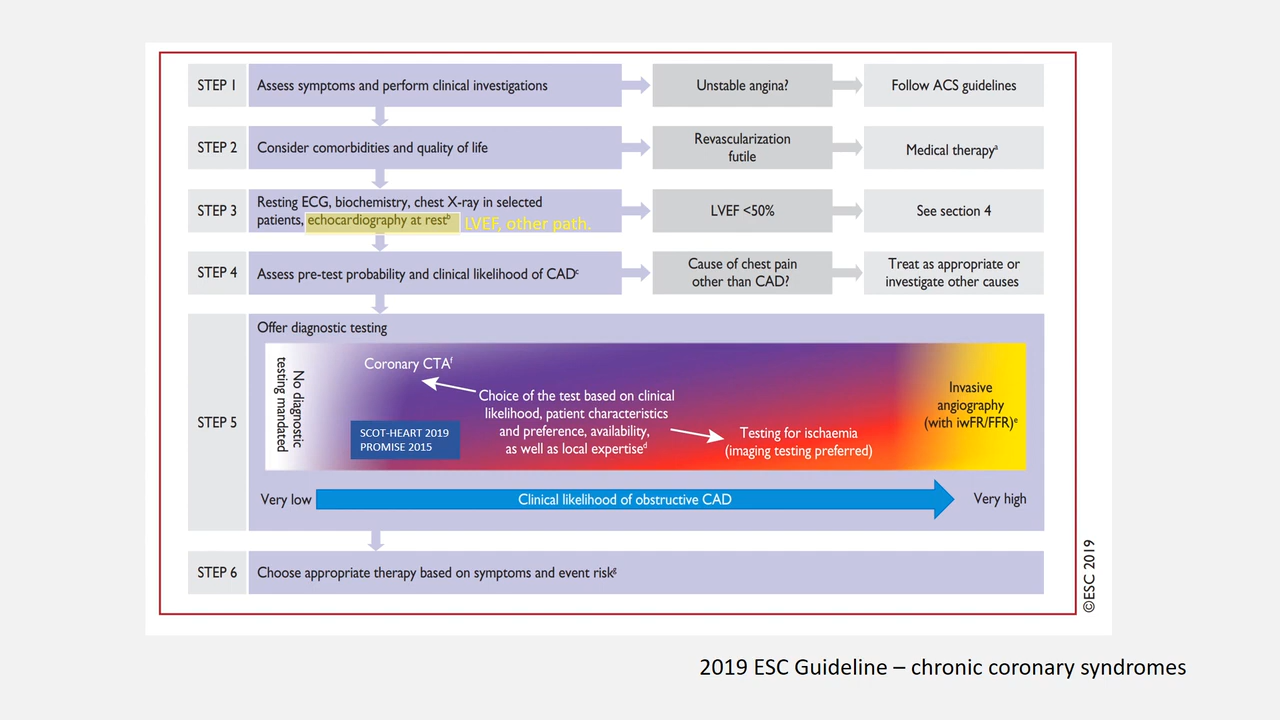 STEP 1
Assess symptoms and perform clinical investigations
Unstable angina?
Follow ACS guidelines
STEP 2
Consider comorbidities and quality of life
Revascularization
futile
Medical therapyᵃ
STEP 3
Resting ECG, biochemistry, chest X-ray in selected
patients, echocardiography at restᵇ LVEF, other path.
LVEF <50%
See section 4
STEP 4
Assess pre-test probability and clinical likelihood of CADᶜ
Cause of chest pain
other than CAD?
Treat as appropriate or
investigate other causes
STEP 5
Offer diagnostic testing
No diagnostic
testing mandated
Coronary CTAᶠ
Choice of the test based on clinical
likelihood, patient characteristics
and preference, availability,
as well as local expertiseᵈ
SCOT-HEART 2019
PROMISE 2015
Testing for ischaemia
(imaging testing preferred)
Invasive
angiography
(with iwFR/FFR)ᵉ
Very low
Clinical likelihood of obstructive CAD
Very high
STEP 6
Choose appropriate therapy based on symptoms and event riskᵍ
©ESC 2019
2019 ESC Guideline – chronic coronary syndromes